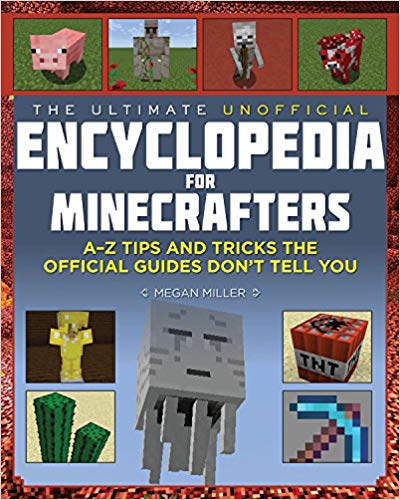 THE ULTIMATE UNOFFICIAL
ENCYCLOPEDIA
FOR
MINECRAFTERS
A–Z TIPS AND TRICKS THE
OFFICIAL GUIDES DON'T TELL YOU
MEGAN MILLER
TNT